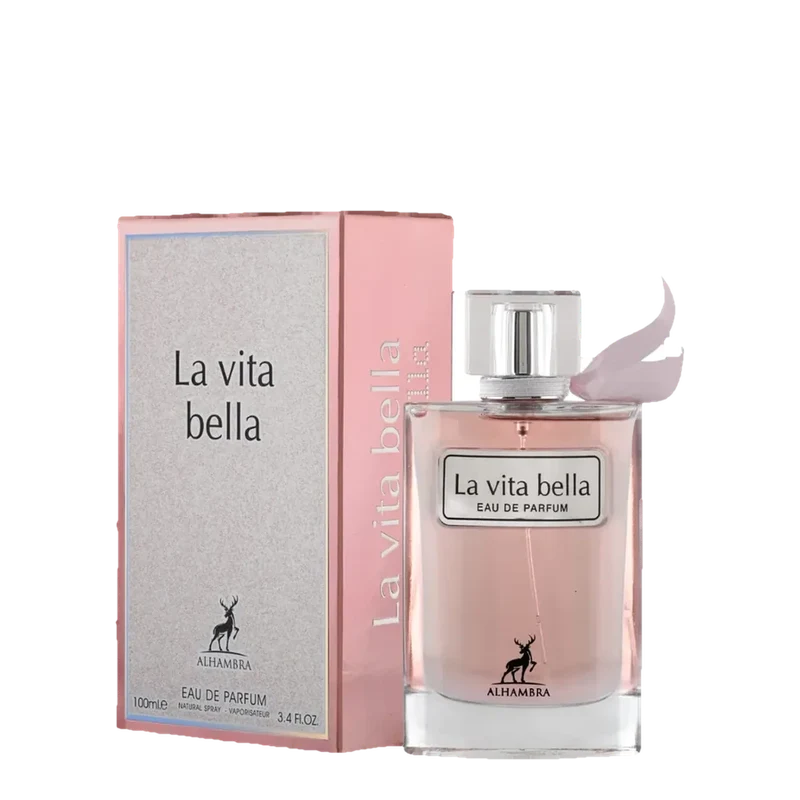 La vita
bella
ALHAMBRA
EAU DE PARFUM
100ml.e
NATURAL SPRAY - VAPORISATEUR
3.4 Fl.OZ.
La vita bella
La vita bella
EAU DE PARFUM
ALHAMBRA